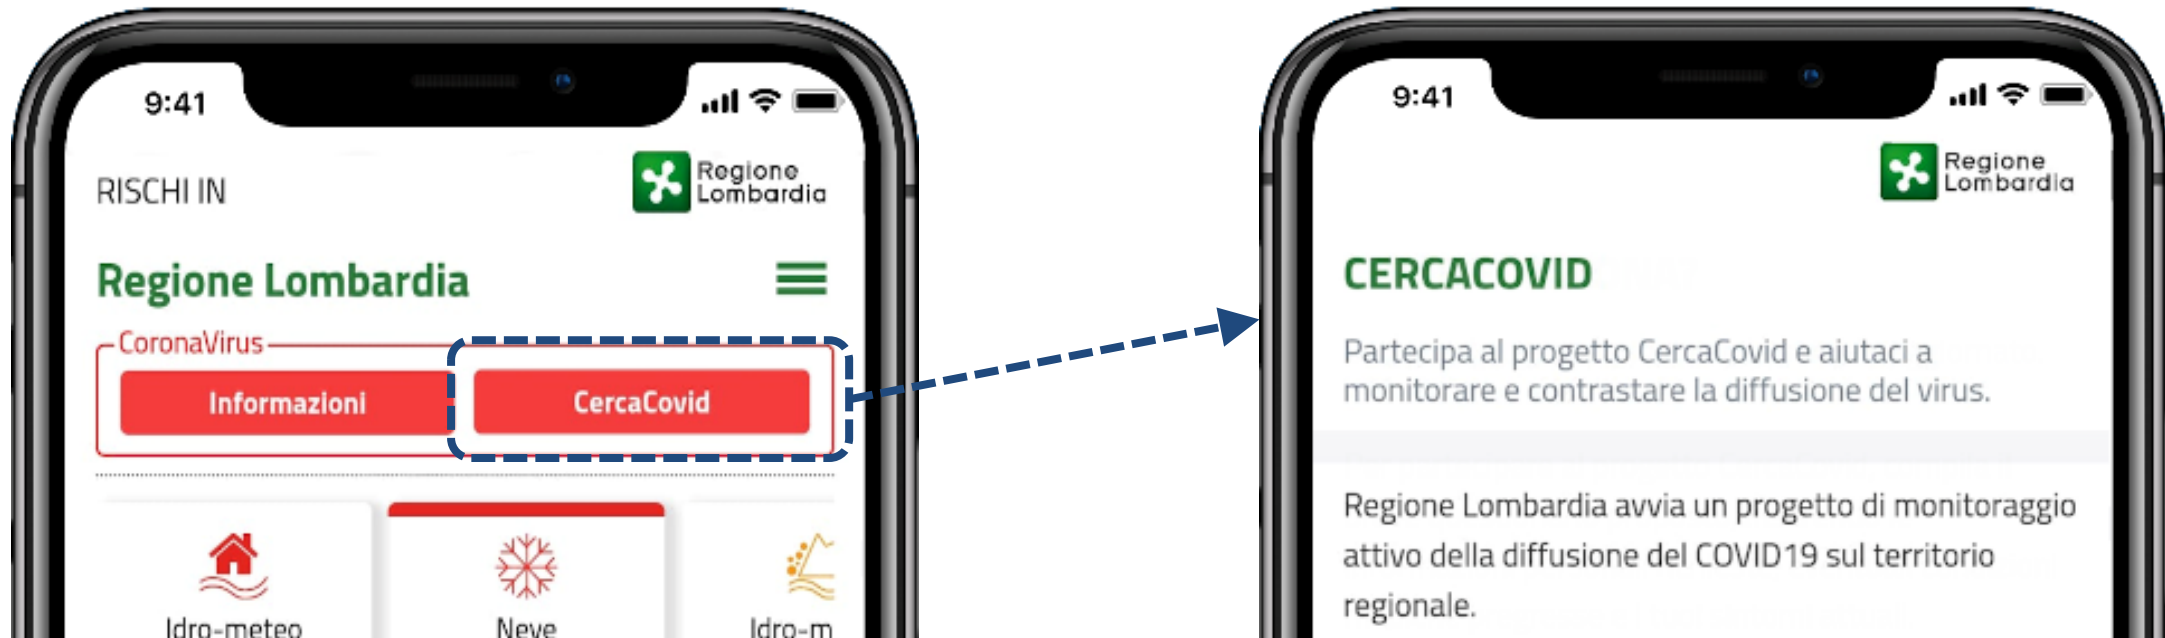 9:41
RISCHI IN
Regione
Lombardia
Regione Lombardia
CoronaVirus
Informazioni
CercaCovid
Idro-meteo
Neve
Idro-m
9:41
Regione
Lombardia
CERCACOVID
Partecipa al progetto CercaCovid e aiutaci a
monitorare e contrastare la diffusione del virus.
Regione Lombardia avvia un progetto di monitoraggio
attivo della diffusione del COVID19 sul territorio
regionale.